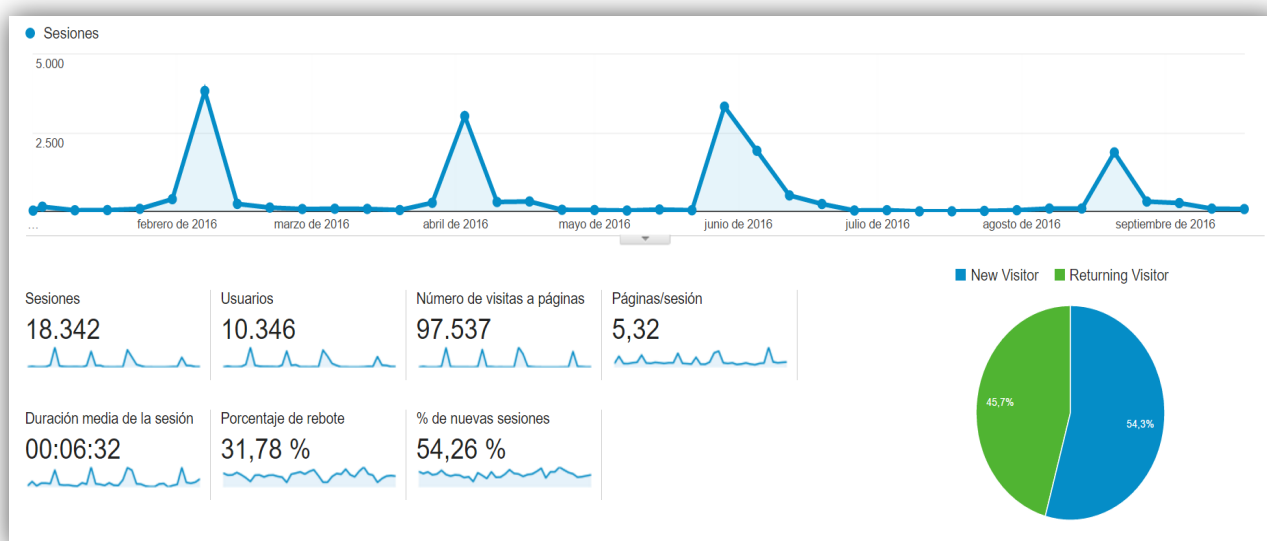 Sesiones
5.000
2.500
...
febrero de 2016
marzo de 2016
abril de 2016
mayo de 2016
junio de 2016
julio de 2016
agosto de 2016
septiembre de 2016
New Visitor
Returning Visitor
Sesiones
18.342
Usuarios
10.346
Número de visitas a páginas
97.537
Páginas/sesión
5,32
Duración media de la sesión
00:06:32
Porcentaje de rebote
31,78 %
% de nuevas sesiones
54,26 %
45,7%
54,3%